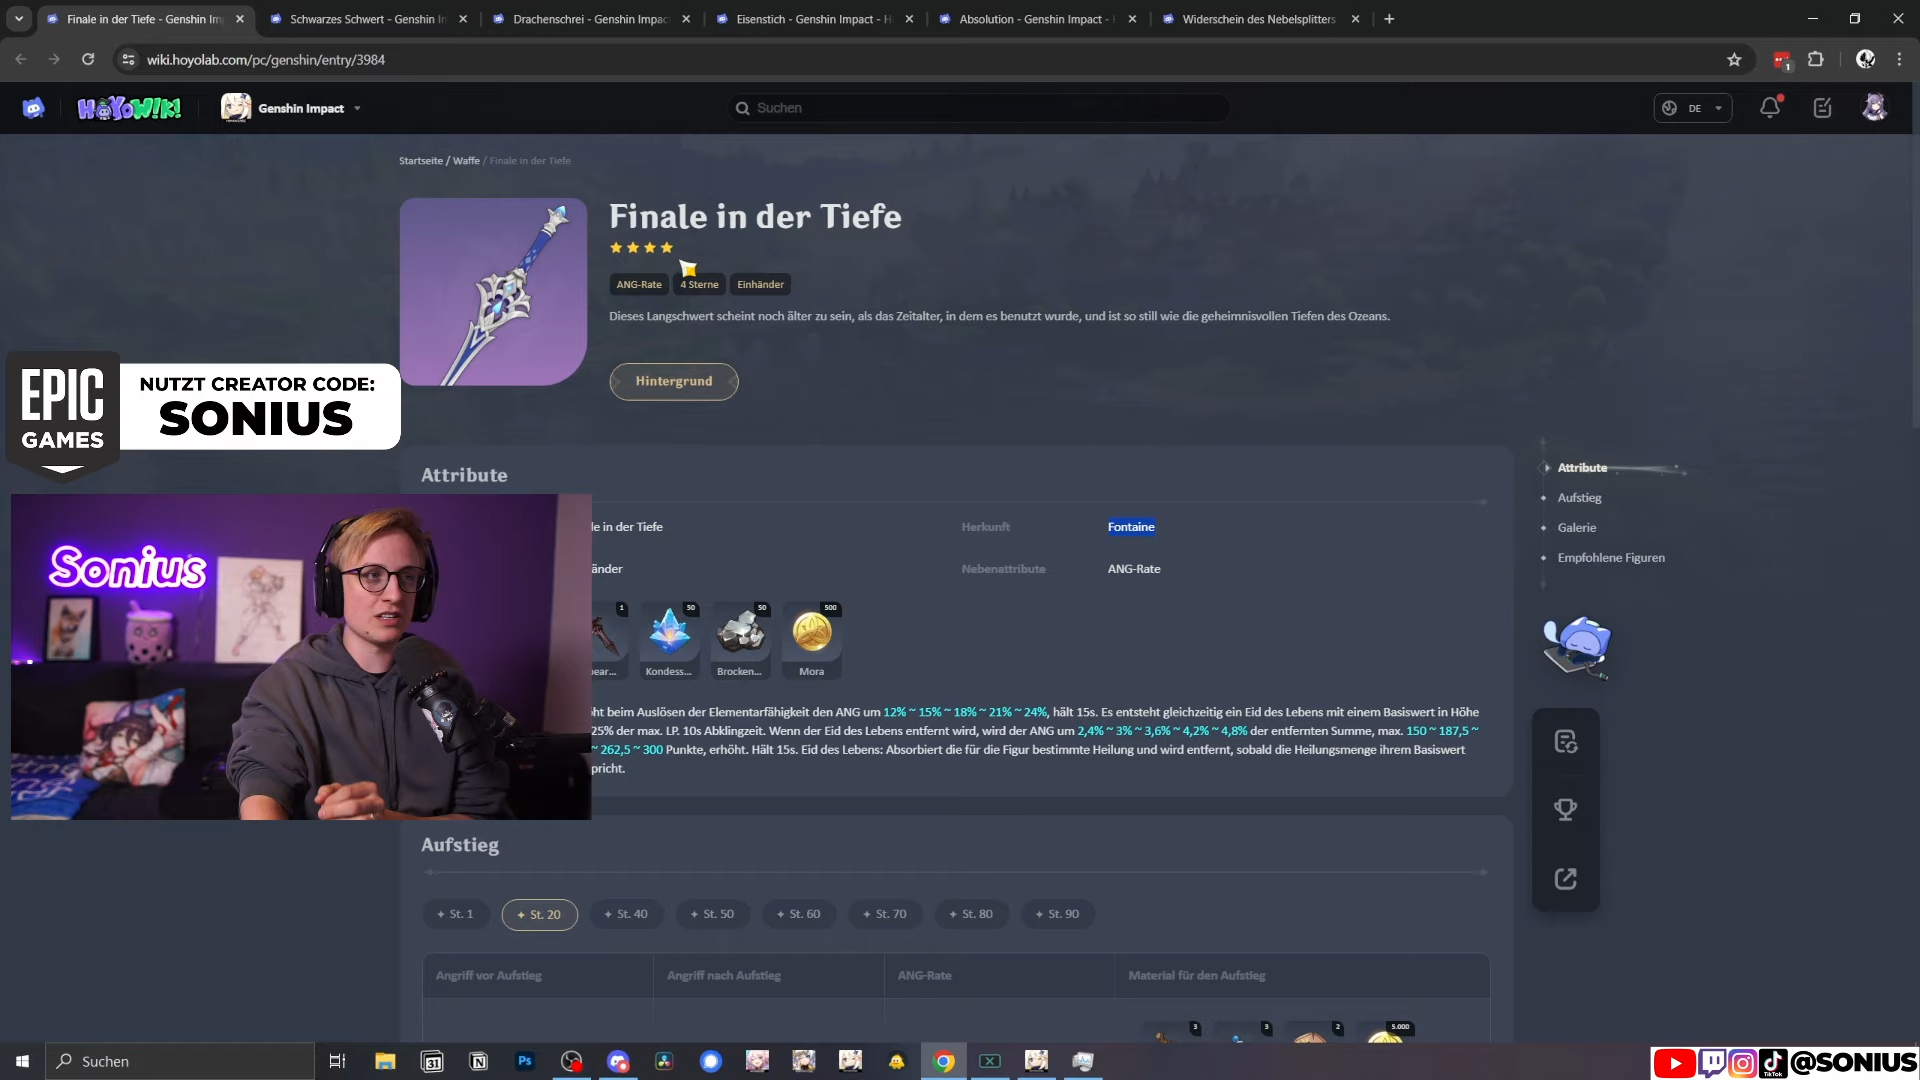 Finale in der Tiefe - Genshin Im
Schwarzes Schwert - Genshin I
Drachenschrei - Genshin Impac
Eisenstich - Genshin Impact - H
Absolution - Genshin Impact -
Widerschein des Nebelsplitters
wiki.hoyolab.com/pc/genshin/entry/3984
1
HoYoWiKi
Genshin Impact
Suchen
DE
Startseite / Waffe / Finale in der Tiefe
Finale in der Tiefe
ANG-Rate
4 Sterne
Einhänder
Dieses Langschwert scheint noch älter zu sein, als das Zeitalter, in dem es benutzt wurde, und ist so still wie die geheimnisvollen Tiefen des Ozeans.
Hintergrund
EPIC
GAMES
NUTZT CREATOR CODE:
SONIUS
Attribute
le in der Tiefe
Herkunft
Fontaine
änder
Nebenattribute
ANG-Rate
1
50
50
500
bear...
Kondess...
Brocken...
Mora
Sonius
öht beim Auslösen der Elementarfähigkeit den ANG um 12% ~ 15% ~ 18% ~ 21% ~ 24%, hält 15s. Es entsteht gleichzeitig ein Eid des Lebens mit einem Basiswert in Höhe
25% der max. LP. 10s Abklingzeit. Wenn der Eid des Lebens entfernt wird, wird der ANG um 2,4% ~ 3% ~ 3,6% ~ 4,2% ~ 4,8% der entfernten Summe, max. 150 ~ 187,5 ~
~ 262,5 ~ 300 Punkte, erhöht. Hält 15s. Eid des Lebens: Absorbiert die für die Figur bestimmte Heilung und wird entfernt, sobald die Heilungsmenge ihrem Basiswert
pricht.
Attribute
Aufstieg
Galerie
Empfohlene Figuren
Aufstieg
St. 1
St. 20
St. 40
St. 50
St. 60
St. 70
St. 80
St. 90
Angriff vor Aufstieg
Angriff nach Aufstieg
ANG-Rate
Material für den Aufstieg
3
3
2
5.000
Suchen
31
Ps
@SONIUS